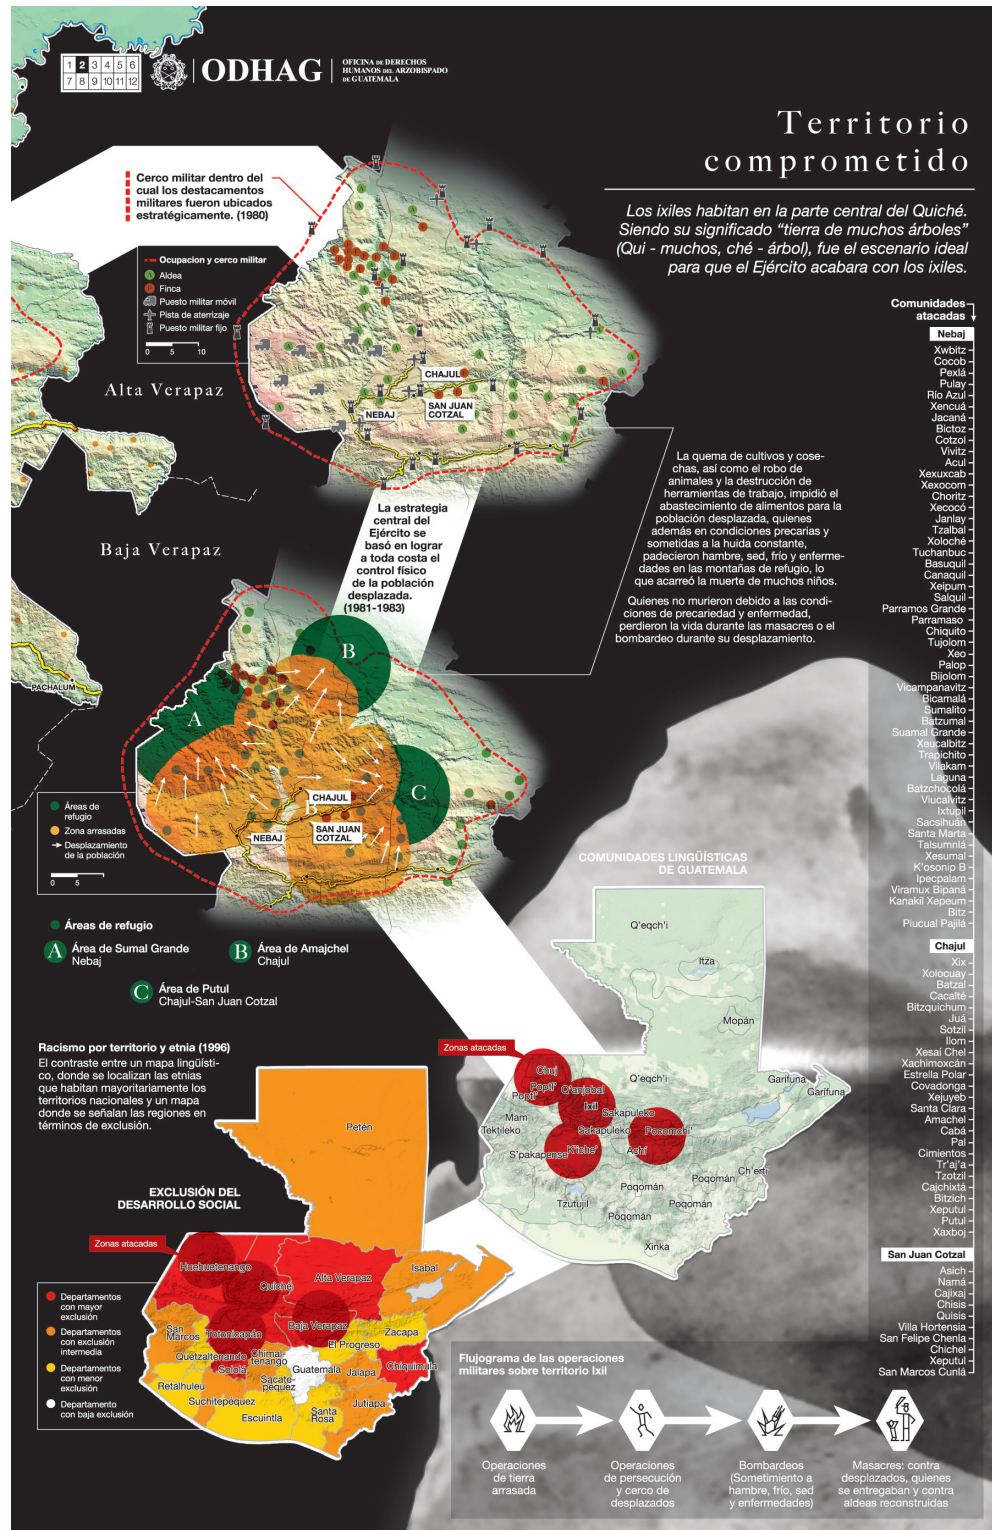 1 2 3 4 5 6
7 8 9 10 11 12
ODHAG
OFICINA DE DERECHOS
HUMANOS DEL ARZOBISPADO
DE GUATEMALA
Territorio
comprometido
Los ixiles habitan en la parte central del Quiché.
Siendo su significado “tierra de muchos árboles”
(Qui - muchos, ché - árbol), fue el escenario ideal
para que el Ejército acabara con los ixiles.
Cerco militar dentro del
cual los destacamentos
militares fueron ubicados
estratégicamente. (1980)
Ocupacion y cerco militar
A Aldea
F Finca
Puesto militar móvil
Pista de aterrizaje
Puesto militar fijo
0 5 10
Alta Verapaz
CHAJUL
SAN JUAN
COTZAL
NEBAJ
Baja Verapaz
PACHALUM
La estrategia
central del
Ejército se
basó en lograr
a toda costa el
control físico
de la población
desplazada.
(1981-1983)
La quema de cultivos y cose-
chas, así como el robo de
animales y la destrucción de
herramientas de trabajo, impidió el
abastecimiento de alimentos para la
población desplazada, quienes
además en condiciones precarias y
sometidas a la huida constante,
padecieron hambre, sed, frío y enferme-
dades en las montañas de refugio, lo
que acarreó la muerte de muchos niños.
Quienes no murieron debido a las condi-
ciones de precariedad y enfermedad,
perdieron la vida durante las masacres o el
bombardeo durante su desplazamiento.
A
B
C
B
CHAJUL
SAN JUAN
COTZAL
NEBAJ
Áreas de
refugio
Zona arrasadas
Desplazamiento
de la población
0 5
Áreas de refugio
A Área de Sumal Grande
Nebaj
B Área de Amajchel
Chajul
C Área de Putul
Chajul-San Juan Cotzal
Comunidades
atacadas
Nebaj
Xwbitz
Cocob
Pexlá
Pulay
Río Azul
Xencuá
Jacaná
Bictoz
Cotzol
Vivitz
Acul
Xexuxcab
Xexocom
Choritz
Xecocó
Janlay
Tzalbal
Xoloché
Tuchanbuc
Basuquil
Canaquil
Xeipum
Salquil
Parramos Grande
Parramaso
Chiquito
Tujolom
Xeo
Palop
Bijolom
Vicampanavitz
Bicamalá
Sumalito
Batzumal
Suamal Grande
Xeucalbitz
Trapichito
Vilakam
Laguna
Batzchocolá
Viucalvitz
Ixtupil
Sacsihuán
Santa Marta
Talsumnlá
Xesumal
K'osonip B
Ipecpalam
Viramux Bipaná
Kanakil Xepeum
Bitz
Piucual Pajilá
Chajul
Xix
Xolocuay
Batzal
Cacalté
Bitzquichum
Juá
Sotzil
Ilom
Xesaí Chel
Xachimoxcán
Estrella Polar
Covadonga
Xejuyeb
Santa Clara
Amachel
Cabá
Pal
Cimientos
Tr'aj'a
Tzotzil
Cajchixtá
Bitzich
Xeputul
Putul
Xaxboj
San Juan Cotzal
Asich
Namá
Cajixaj
Chisis
Quisis
Villa Hortensia
San Felipe Chenla
Chichel
Xeputul
San Marcos Cunlá
COMUNIDADES LINGÜÍSTICAS
DE GUATEMALA
Q'eqch'i
Itza
Mopán
Zonas atacadas
Chuj
Popti'
Popti'
Q'anjobal
Ixil
Q'eqch'i
Garífuna
Garífuna
Mam
Tektileko
Sakapuleko
Sakapuleko
Pocomchi'
S'pakapense
K'iche'
Achí
Ch'erti
Poqomán
Poqomán
Tzutujil
Poqomán
Poqomán
Xinka
Racismo por territorio y etnia (1996)
El contraste entre un mapa lingüísti-
co, donde se localizan las etnias
que habitan mayoritariamente los
territorios nacionales y un mapa
donde se señalan las regiones en
términos de exclusión.
EXCLUSIÓN DEL
DESARROLLO SOCIAL
Zonas atacadas
Petén
Huehuetenango
Quiché
Alta Verapaz
Isabal
San
Marcos
Totonicapán
Baja Verapaz
Zacapa
El Progreso
Quetzaltenango
Chimal-
tenango
Sololá
Guatemala
Jalapa
Chiquimula
Retalhuleu
Sacate-
péquez
Suchitepéquez
Jutiapa
Escuintla
Santa
Rosa
Departamentos
con mayor
exclusión
Departamentos
con exclusión
intermedia
Departamentos
con menor
exclusión
Departamento
con baja exclusión
Flujograma de las operaciones
militares sobre territorio Ixil
Operaciones
de tierra
arrasada
Operaciones
de persecución
y cerco de
desplazados
Bombardeos
(Sometimiento a
hambre, frío, sed
y enfermedades)
Masacres: contra
desplazados, quienes
se entregaban y contra
aldeas reconstruidas